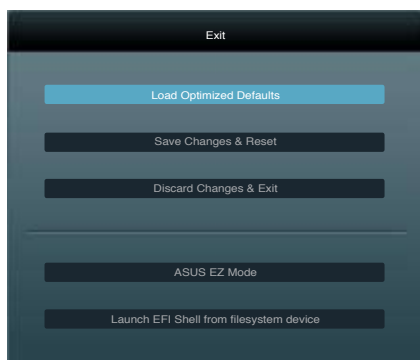 Exit
Load Optimized Defaults
Save Changes & Reset
Discard Changes & Exit
ASUS EZ Mode
Launch EFI Shell from filesystem device